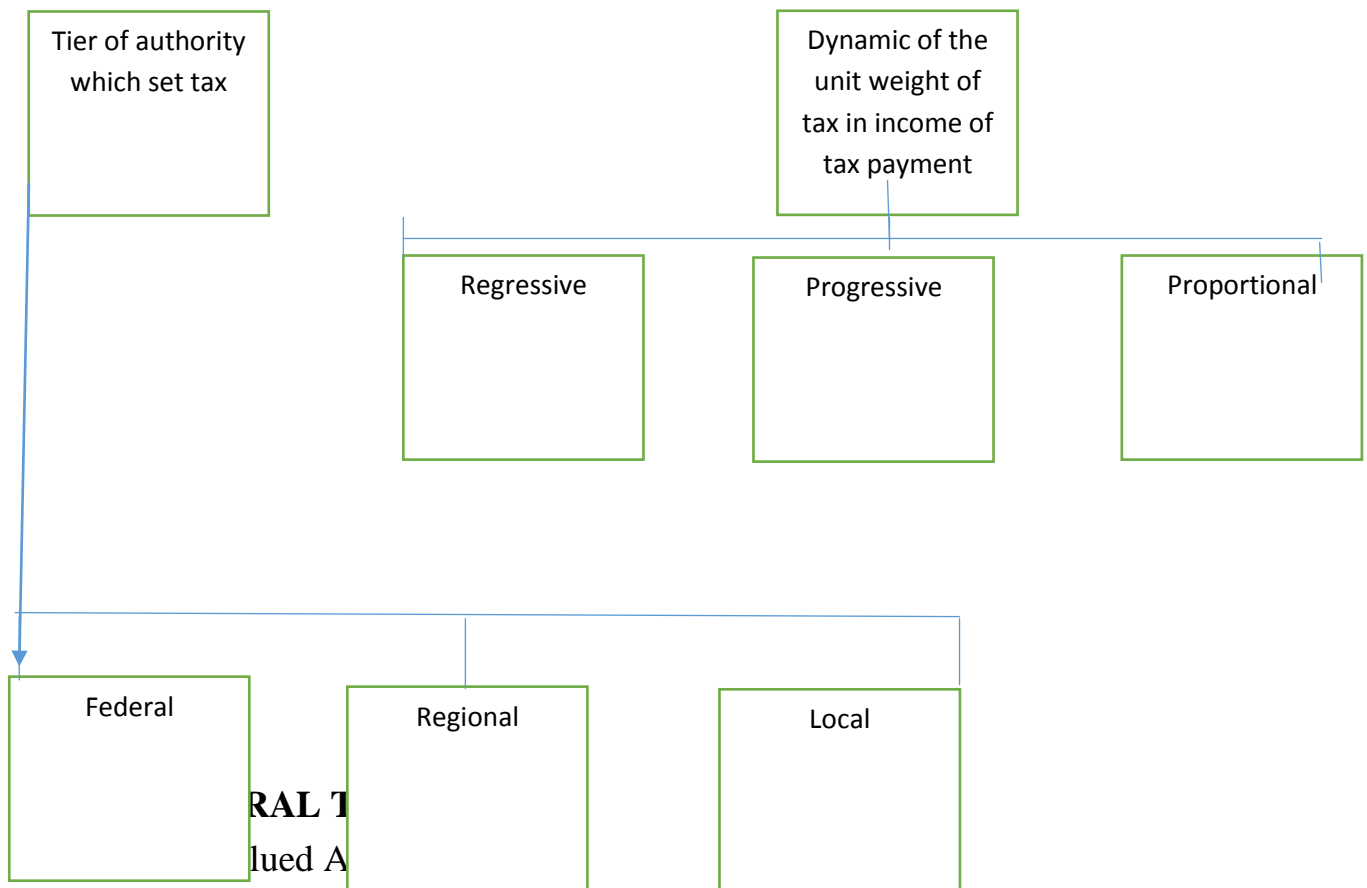 Tier of authority
which set tax
Dynamic of the
unit weight of
tax in income of
tax payment
Regressive
Progressive
Proportional
Federal
Regional
Local
RAL T
lued A